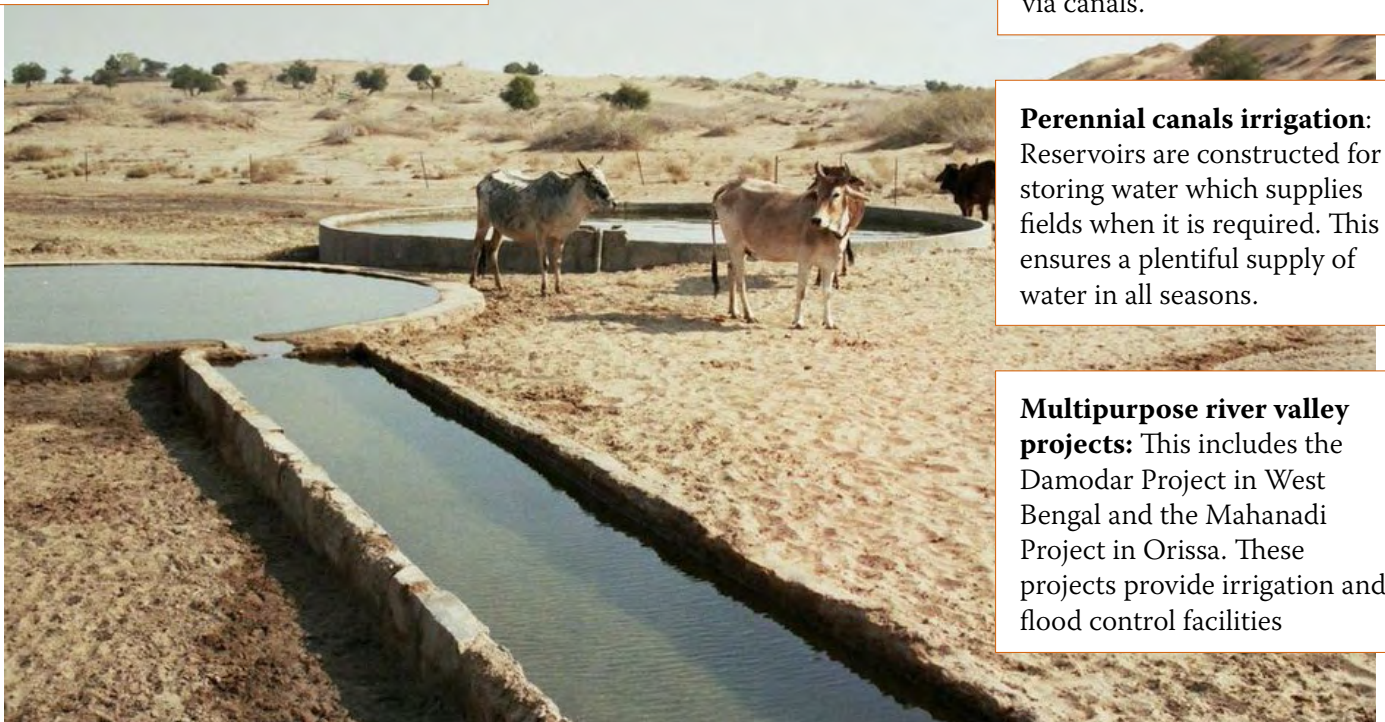 via canals.
Perennial canals irrigation:
Reservoirs are constructed for
storing water which supplies
fields when it is required. This
ensures a plentiful supply of
water in all seasons.
Multipurpose river valley
projects: This includes the
Damodar Project in West
Bengal and the Mahanadi
Project in Orissa. These
projects provide irrigation and
flood control facilities